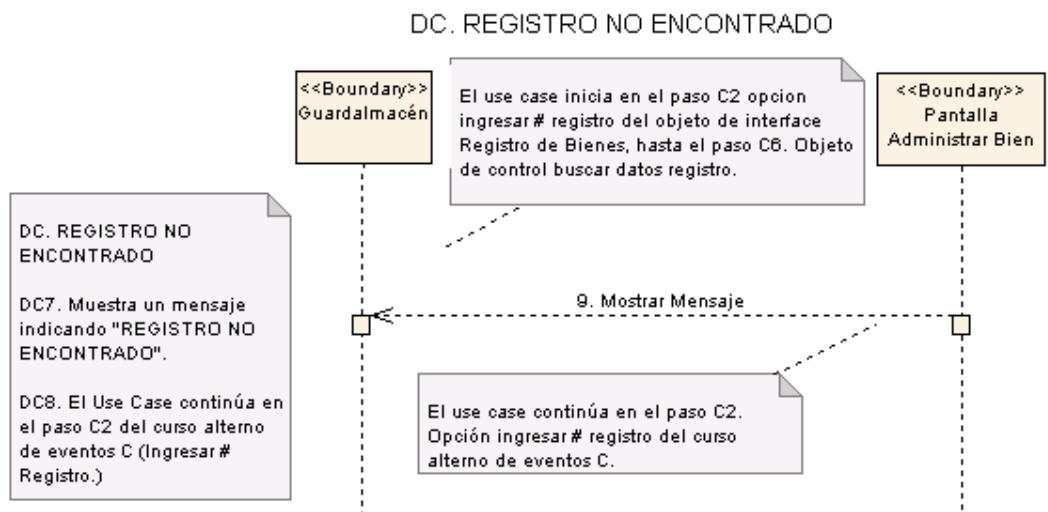 DC. REGISTRO NO ENCONTRADO
<<Boundary>>
Guardalmacén
El use case inicia en el paso C2 opcion
ingresar # registro del objeto de interface
Registro de Bienes, hasta el paso C6. Objeto
de control buscar datos registro.
<<Boundary>>
Pantalla
Administrar Bien
DC. REGISTRO NO
ENCONTRADO
DC7. Muestra un mensaje
indicando "REGISTRO NO
ENCONTRADO".
DC8. El Use Case continúa en
el paso C2 del curso alterno
de eventos C (Ingresar #
Registro.)
9. Mostrar Mensaje
El use case continúa en el paso C2.
Opción ingresar # registro del curso
alterno de eventos C.